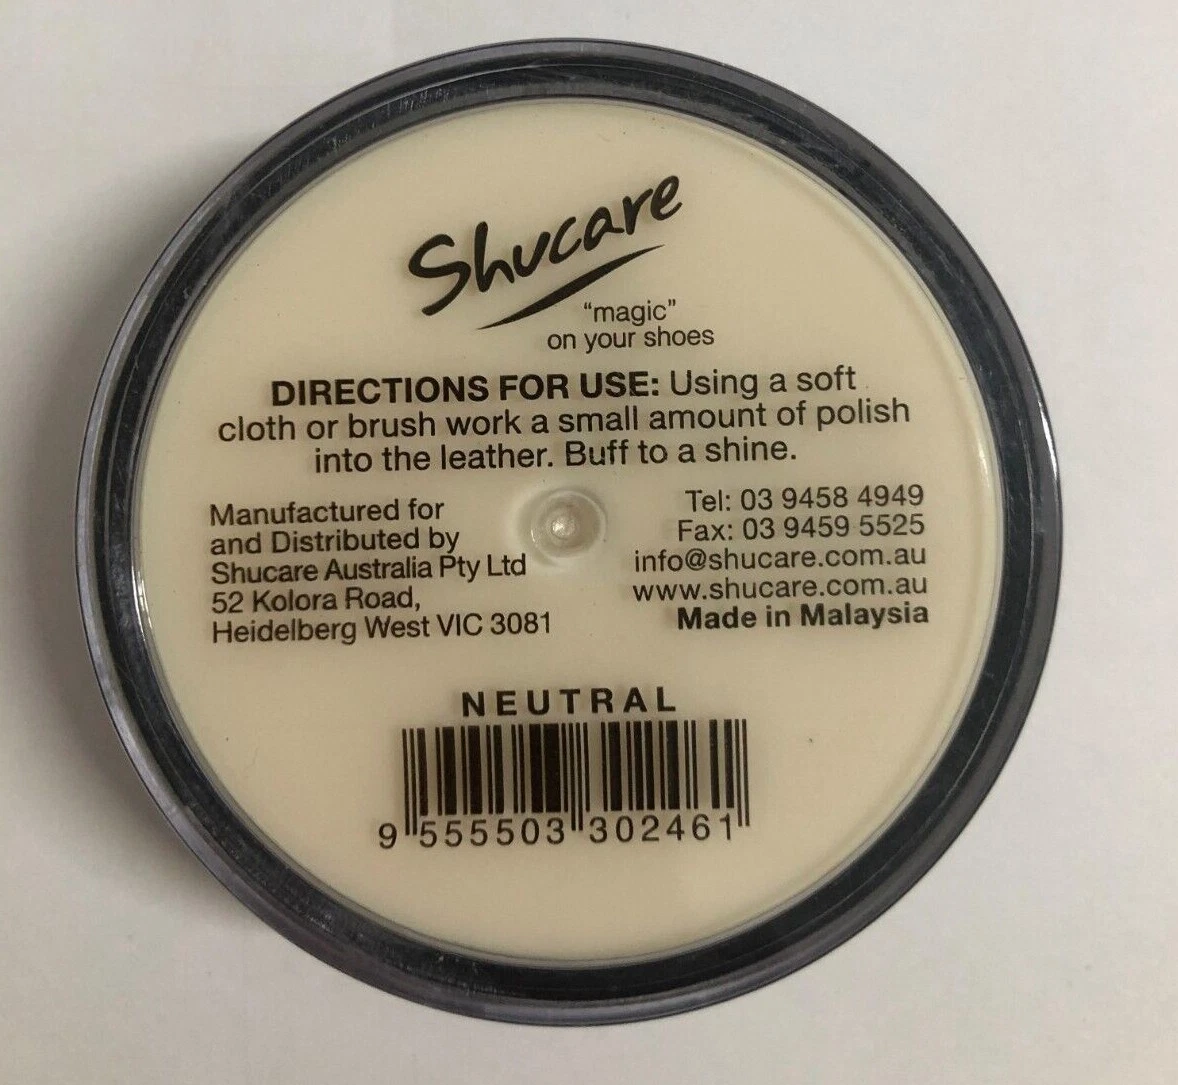 Shucare
“magic”
on your shoes
DIRECTIONS FOR USE: Using a soft
cloth or brush work a small amount of polish
into the leather. Buff to a shine.
Manufactured for
and Distributed by
Shucare Australia Pty Ltd
52 Kolora Road,
Heidelberg West VIC 3081
Tel: 03 9458 4949
Fax: 03 9459 5525
info@shucare.com.au
www.shucare.com.au
Made in Malaysia
NEUTRAL
9 555503 302461